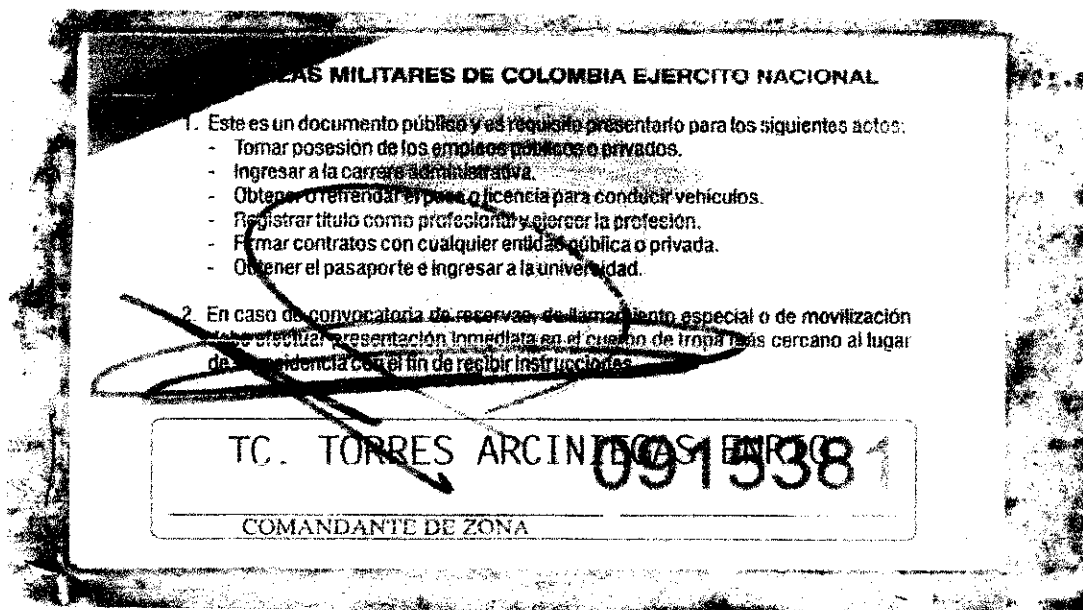 MILITARES DE COLOMBIA EJERCITO NACIONAL
1. Este es un documento público y es requisito presentarlo para los siguientes actos:
- Tomar posesión de los empleos públicos o privados.
- Ingresar a la carrera administrativa.
- Obtener o refrendar el pase o licencia para conducir vehículos.
- Registrar título como profesional y ejercer la profesión.
- Firmar contratos con cualquier entidad pública o privada.
- Obtener el pasaporte e ingresar a la universidad.
2. En caso de convocatoria de reservas, de llamamiento especial o de movilización
debe efectuar presentación inmediata en el cuerpo de tropa más cercano al lugar
de residencia con el fin de recibir instrucciones.
TC. TORRES ARCINIEGAS
0915381
COMANDANTE DE ZONA